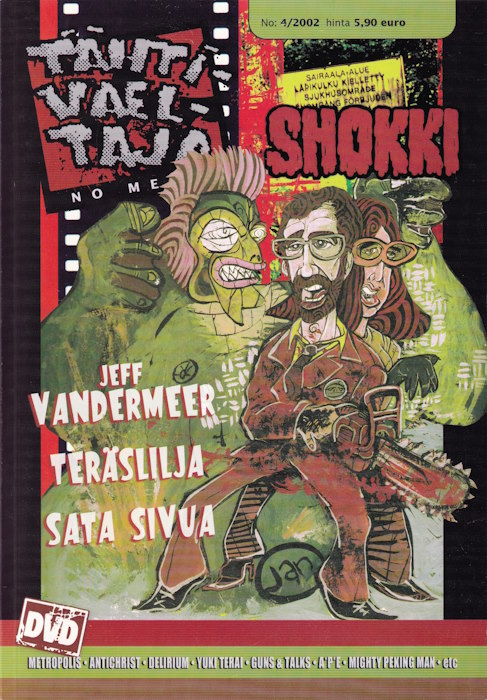 No: 4/2002 hinta 5,90 euro
TÄHTI
VAEL-
TAJA
NO ME
SAIRAALA-ALUE
LÄPIKULKU KIELLETTY
SJUKHUSOMRÅDE
FÖRBJUDEN
SHOKKI
JEFF
VANDERMEER
TERÄSLILJA
SATA SIVUA
jan
DVD
METROPOLIS · ANTICHRIST · DELIRIUM · YUKI TERAI · GUNS & TALKS · A*P*E · MIGHTY PEKING MAN · etc